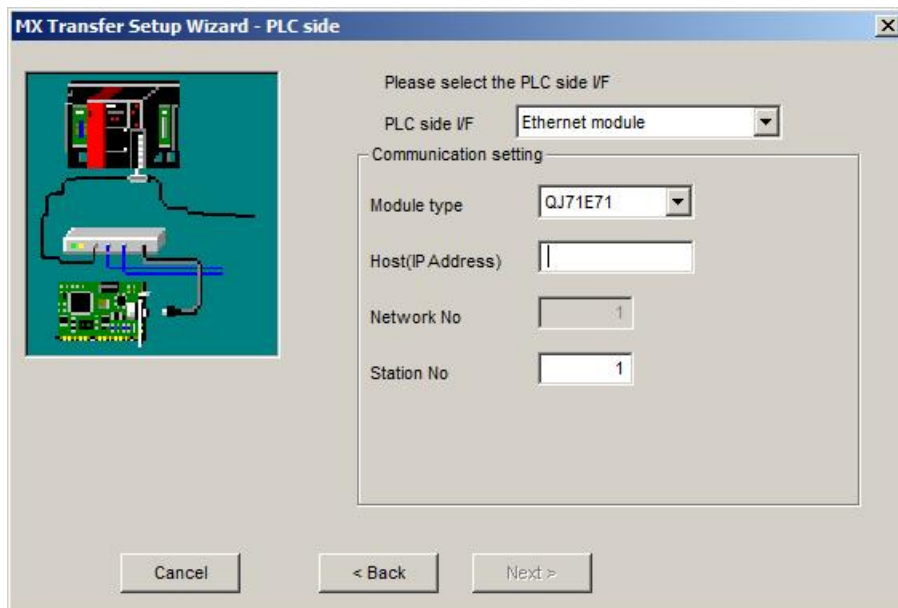 MX Transfer Setup Wizard - PLC side
Please select the PLC side I/F
PLC side I/F Ethernet module
Communication setting
Module type QJ71E71
Host(IP Address)
Network No 1
Station No 1
Cancel < Back Next >